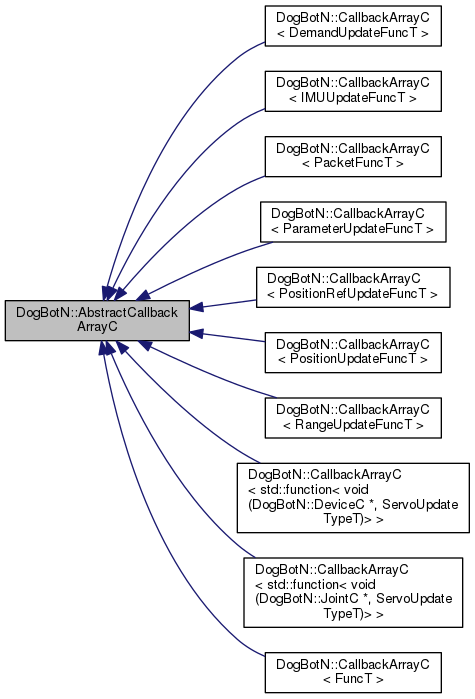 DogBotN::CallbackArrayC
< DemandUpdateFuncT >
DogBotN::CallbackArrayC
< IMUUpdateFuncT >
DogBotN::CallbackArrayC
< PacketFuncT >
DogBotN::CallbackArrayC
< ParameterUpdateFuncT >
DogBotN::CallbackArrayC
< PositionRefUpdateFuncT >
DogBotN::AbstractCallback
ArrayC
DogBotN::CallbackArrayC
< PositionUpdateFuncT >
DogBotN::CallbackArrayC
< RangeUpdateFuncT >
DogBotN::CallbackArrayC
< std::function< void
(DogBotN::DeviceC *, ServoUpdate
TypeT)> >
DogBotN::CallbackArrayC
< std::function< void
(DogBotN::JointC *, ServoUpdate
TypeT)> >
DogBotN::CallbackArrayC
< FuncT >